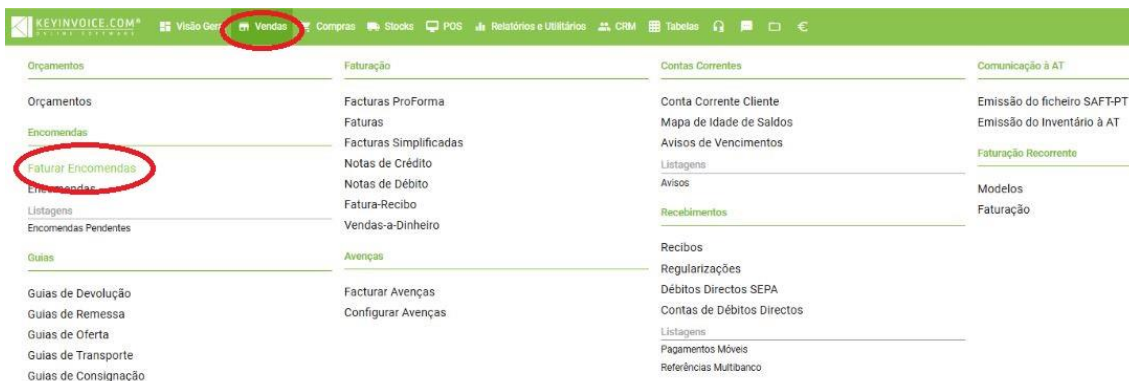 KEYINVOICE.COM®
ONLINE SOFTWARE
Visão Ger Vendas Compras Stocks POS Relatórios e Utilitários CRM Tabelas €
Orçamentos
Orçamentos
Encomendas
Faturar Encomendas
Encomendas
Listagens
Encomendas Pendentes
Guias
Guias de Devolução
Guias de Remessa
Guias de Oferta
Guias de Transporte
Guias de Consignação
Faturação
Facturas ProForma
Faturas
Facturas Simplificadas
Notas de Crédito
Notas de Débito
Fatura-Recibo
Vendas-a-Dinheiro
Avenças
Facturar Avenças
Configurar Avenças
Contas Correntes
Conta Corrente Cliente
Mapa de Idade de Saldos
Avisos de Vencimentos
Listagens
Avisos
Recebimentos
Recibos
Regularizações
Débitos Directos SEPA
Contas de Débitos Directos
Listagens
Pagamentos Móveis
Referências Multibanco
Comunicação à AT
Emissão do ficheiro SAFT-PT
Emissão do Inventário à AT
Faturação Recorrente
Modelos
Faturação